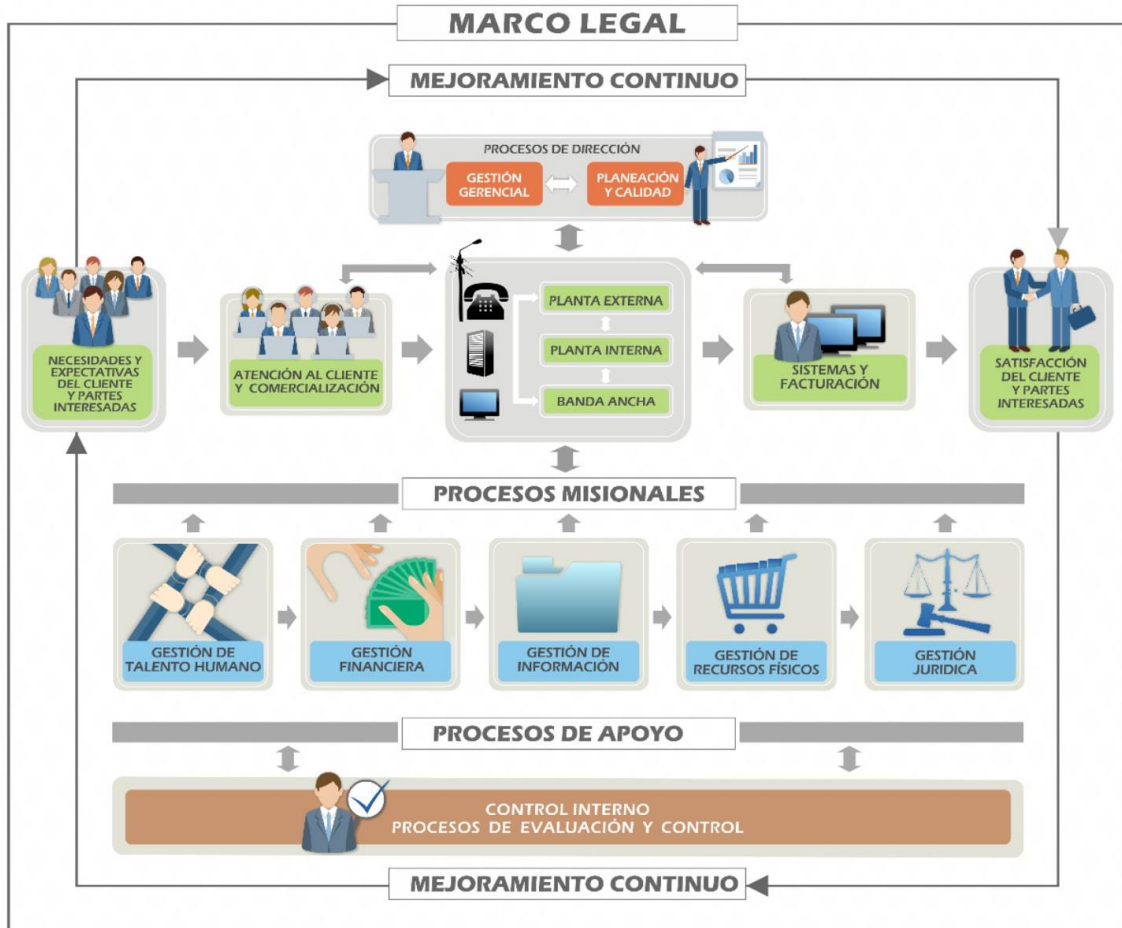 MARCO LEGAL
MEJORAMIENTO CONTINUO
PROCESOS DE DIRECCIÓN
GESTIÓN
GERENCIAL
PLANEACIÓN
Y CALIDAD
NECESIDADES Y
EXPECTATIVAS
DEL CLIENTE
Y PARTES
INTERESADAS
ATENCIÓN AL CLIENTE
Y COMERCIALIZACIÓN
PLANTA EXTERNA
PLANTA INTERNA
BANDA ANCHA
SISTEMAS Y
FACTURACIÓN
SATISFACCIÓN
DEL CLIENTE
Y PARTES
INTERESADAS
PROCESOS MISIONALES
GESTIÓN DE
TALENTO HUMANO
GESTIÓN
FINANCIERA
GESTIÓN DE
INFORMACIÓN
GESTIÓN DE
RECURSOS FÍSICOS
GESTIÓN
JURIDICA
PROCESOS DE APOYO
CONTROL INTERNO
PROCESOS DE EVALUACIÓN Y CONTROL
MEJORAMIENTO CONTINUO